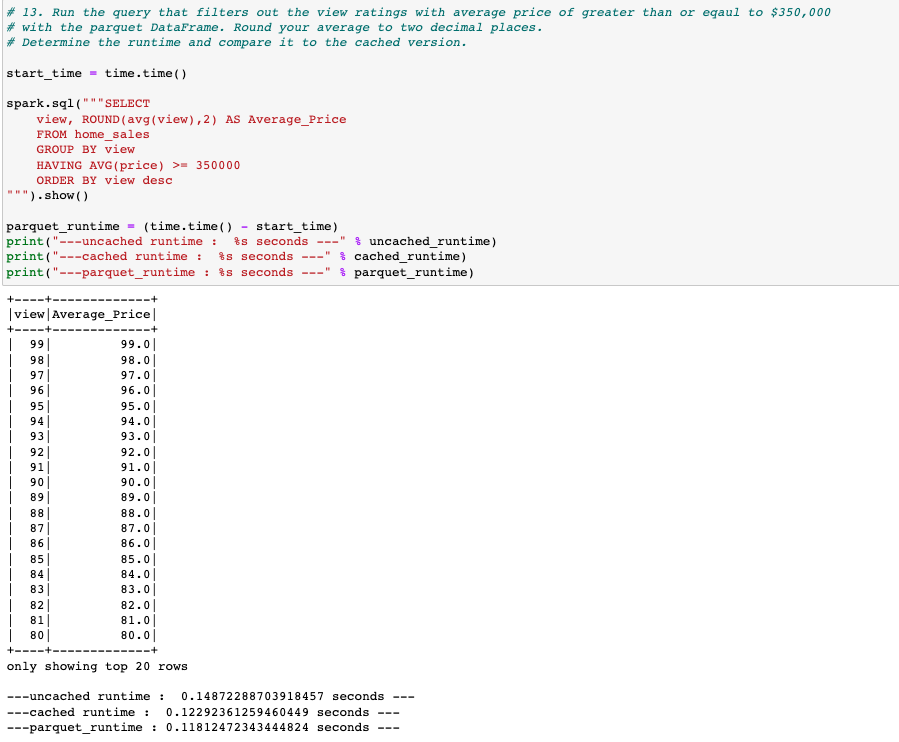 # 13. Run the query that filters out the view ratings with average price of greater than or eqaul to $350,000
# with the parquet DataFrame. Round your average to two decimal places.
# Determine the runtime and compare it to the cached version.
start_time = time.time()
spark.sql("""SELECT
    view, ROUND(avg(view),2) AS Average_Price
    FROM home_sales
    GROUP BY view
    HAVING AVG(price) >= 350000
    ORDER BY view desc
""").show()
parquet_runtime = (time.time() - start_time)
print("---uncached runtime :  %s seconds ---" % uncached_runtime)
print("---cached runtime :  %s seconds ---" % cached_runtime)
print("---parquet_runtime : %s seconds ---" % parquet_runtime)
+----+-------------+
|view|Average_Price|
+----+-------------+
|  99|         99.0|
|  98|         98.0|
|  97|         97.0|
|  96|         96.0|
|  95|         95.0|
|  94|         94.0|
|  93|         93.0|
|  92|         92.0|
|  91|         91.0|
|  90|         90.0|
|  89|         89.0|
|  88|         88.0|
|  87|         87.0|
|  86|         86.0|
|  85|         85.0|
|  84|         84.0|
|  83|         83.0|
|  82|         82.0|
|  81|         81.0|
|  80|         80.0|
+----+-------------+
only showing top 20 rows
---uncached runtime :  0.14872288703918457 seconds ---
---cached runtime :  0.12292361259460449 seconds ---
---parquet_runtime : 0.11812472343444824 seconds ---